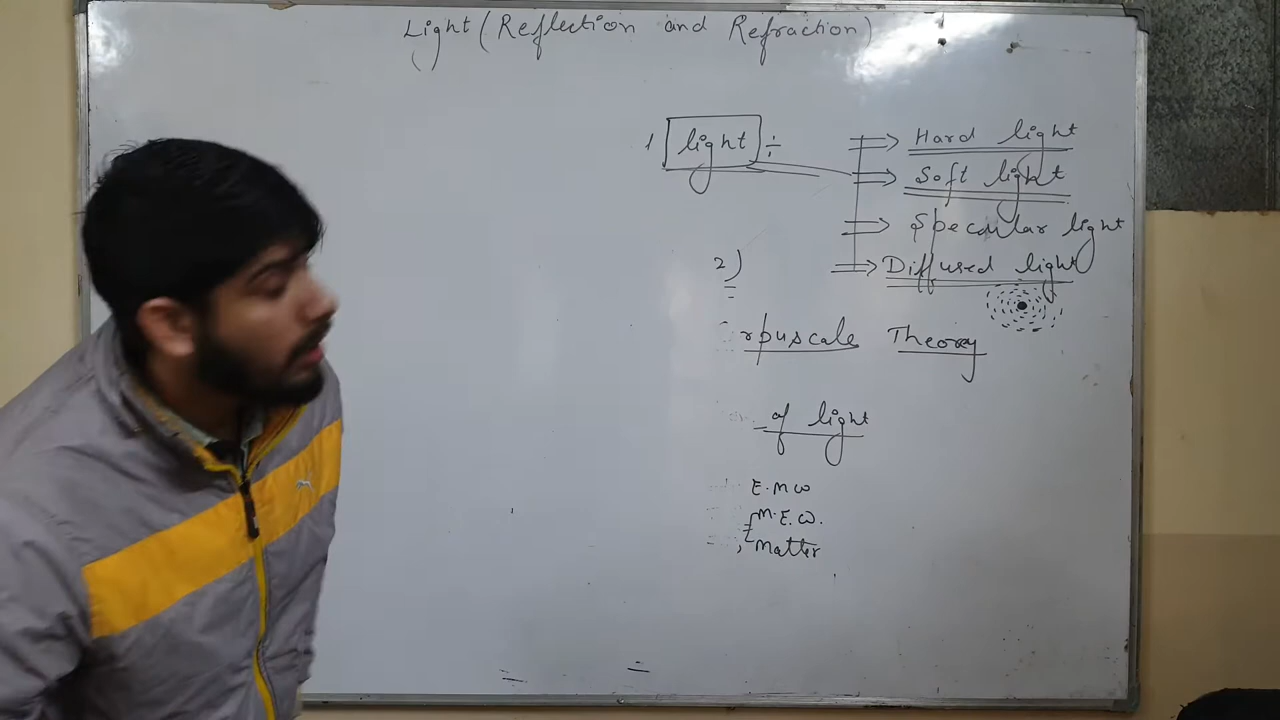 Light (Reflection and Refraction)
1 light ÷
Hard light
Soft light
Specular light
2) Diffused light
rpuscale Theory
of light
E.M W
M.E.W.
Matter